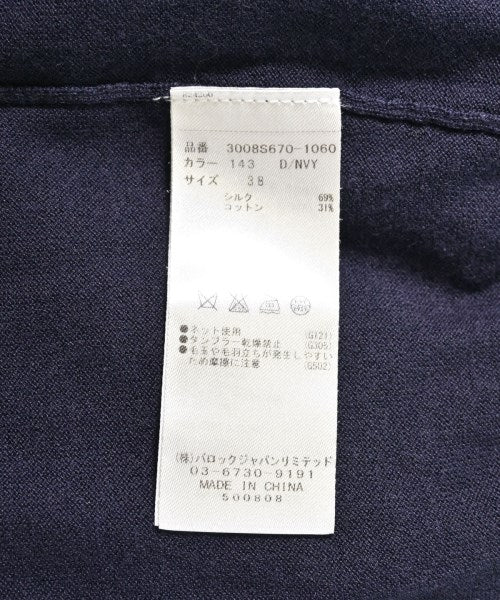 品番 3008S670-1060
カラー 143 D/NVY
サイズ 38
シルク 69%
コットン 31%
●ネット使用 (G121)
●タンブラー乾燥禁止 (G308)
●毛玉や毛羽立ちが発生しやすい
ため摩擦に注意 (G502)
(株)バロックジャパンリミテッド
03-6730-9191
MADE IN CHINA
500808